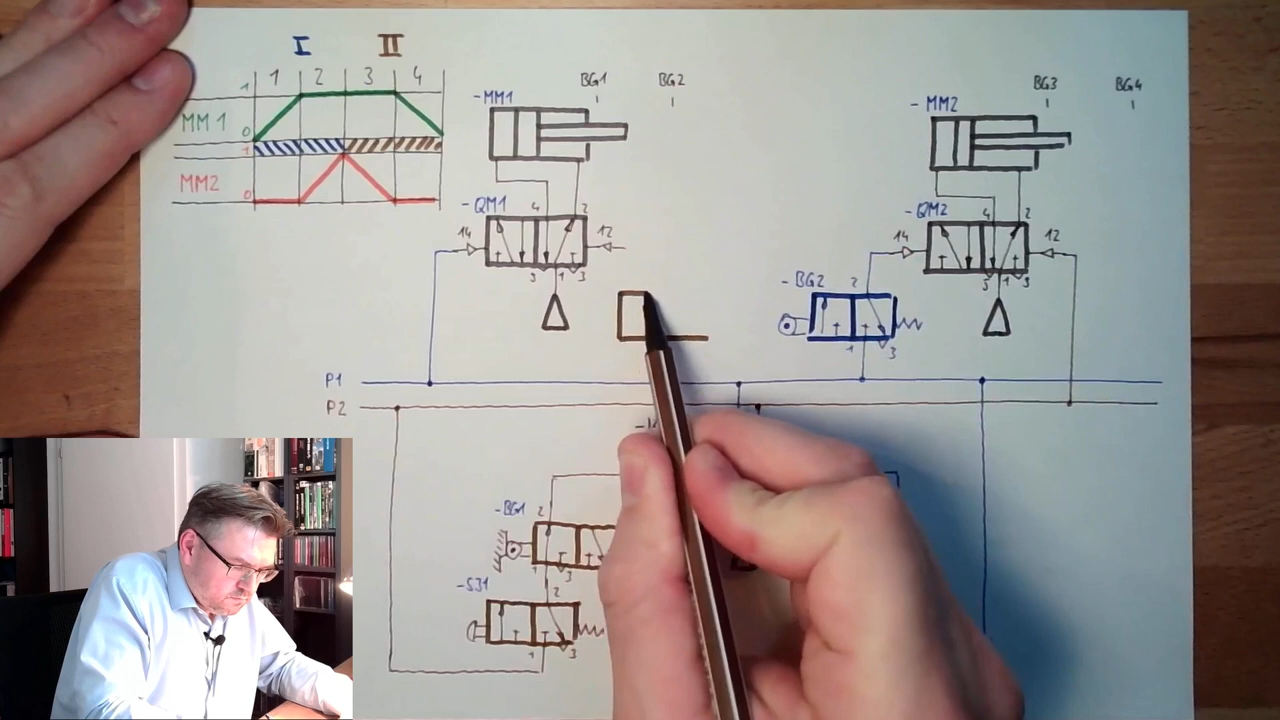 I II
1 2 3 4
1
MM 1
0
1
MM2
0
BG1 BG2
-MM1
-QM1 4 2
14 12
5 1 3
BG3 BG4
-MM2
-QM2 4 2
14 12
5 1 3
-BG2 2
1 3
P1
P2
-BG1 2
1 3
-SJ1 2
1 3